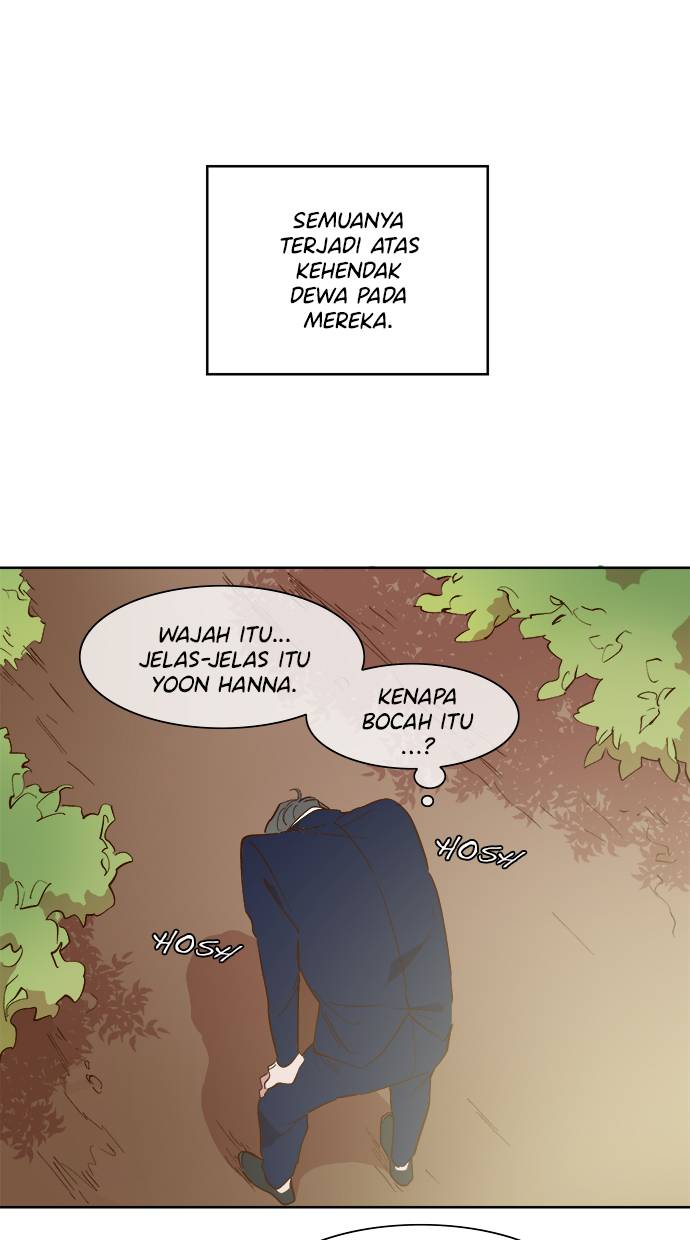 SEMUANYA
TERJADI ATAS
KEHENDAK
DEWA PADA
MEREKA.
WAJAH ITU...
JELAS-JELAS ITU
YOON HANNA.
KENAPA
BOCAH ITU
...?
HOSH
HOSH